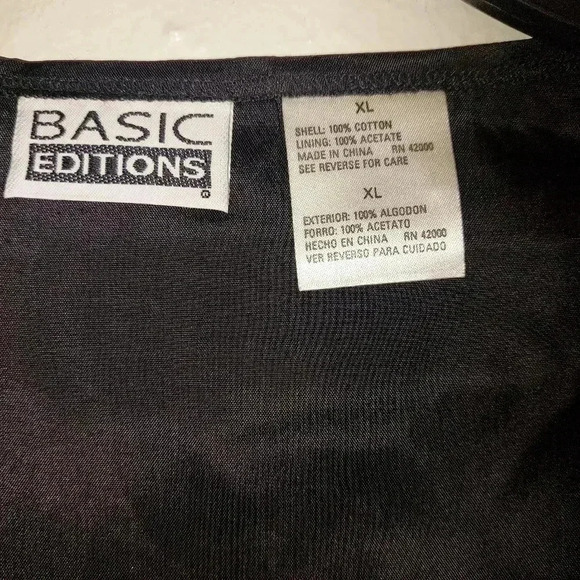 BASIC
EDITIONS®
XL
SHELL: 100% COTTON
LINING: 100% ACETATE
MADE IN CHINA RN 42000
SEE REVERSE FOR CARE
XL
EXTERIOR: 100% ALGODON
FORRO: 100% ACETATO
HECHO EN CHINA RN 42000
VER REVERSO PARA CUIDADO